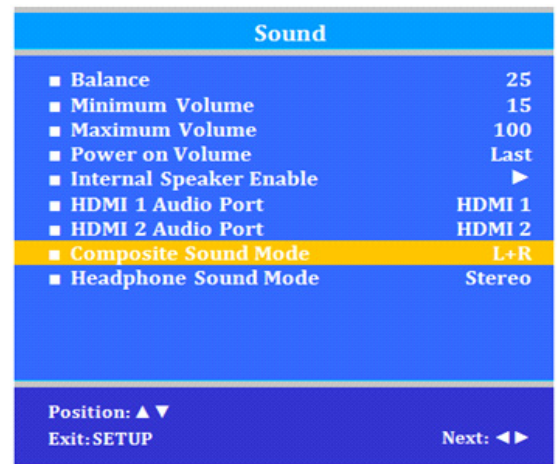 Sound
■ Balance 25
■ Minimum Volume 15
■ Maximum Volume 100
■ Power on Volume Last
■ Internal Speaker Enable ▶
■ HDMI 1 Audio Port HDMI 1
■ HDMI 2 Audio Port HDMI 2
■ Composite Sound Mode L+R
■ Headphone Sound Mode Stereo
Position: ▲ ▼
Exit: SETUP Next: ◀ ▶